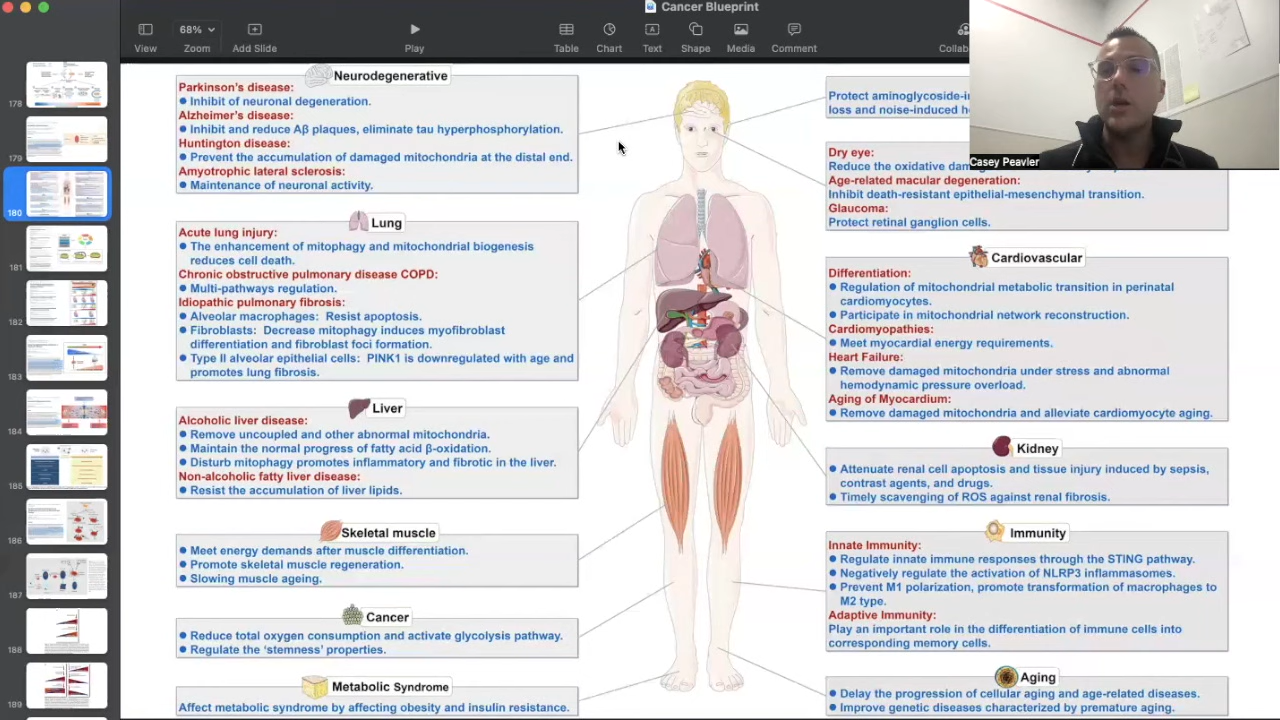 Cancer Blueprint
68%
View
Zoom
Add Slide
Play
Table
Chart
Text
Shape
Media
Comment
Collab
178
179
180
181
182
183
184
186
187
188
189
Neurodegenerative
Parkinson's disease:
● Inhibit of neuronal degeneration.
Alzheimer's disease:
● Inhibit and reduce Aβ plaques, eliminate tau hyperphosphorylation.
Huntington disease:
● Prevent the accumulation of damaged mitochondria at the distal end.
Amyotrophic lateral sclerosis:
● Maintenance of neuronal activity.
Lung
Acute lung injury:
● The enhancement of mitophagy and mitochondrial biogenesis
reduces cell death.
Chronic obstructive pulmonary disease COPD:
● Multi-pathways regulation.
Idiopathic pulmonary fibrosis:
● Alveolar macrophages: Resist apoptosis.
● Fibroblasts: Decrease mitophagy induces myofibroblast
differentiation and fibroblast foci formation.
● Type II alveolar epithelial cells: PINK1 is downregulated with age and
promotes lung fibrosis.
Liver
Alcoholic liver disease:
● Remove uncoupled and other abnormal mitochondria.
● Maintain the normal progress of fatty acid β-oxidation.
● Disturb mitophagy promotes inflammatory and fibrotic in the liver.
Non-alcoholic fatty liver disease:
● Resist the accumulation of liver lipids.
Skeletal muscle
● Meet energy demands after muscle differentiation.
● Promote skeletal muscle regeneration.
● Slowing muscle ageing.
Cancer
● Reduce total oxygen consumption and activate glycolysis pathway.
● Regulate the 'stemness' properties.
Metabolic Syndrome
Affect metabolic syndrome by affecting obesity and insulin resistance.
Protect aminoglycoside-in
loss and noise-induced h
Casey Peavler
Dry eye:
Reduce the oxidative dam
Age-related macular degeneration:
Inhibit death-resistant epithelial-mesenchymal transition.
Glaucoma:
Protect retinal ganglion cells.
Cardiovascular
Differentiation:
● Regulation of mitochondrial metabolic transition in perinatal
cardiomyocytes.
● Participate in mitochondrial network reconstruction.
Cardiomyopathies:
● Meet myocardial energy requirements.
Heart Failure:
● Remove damaged mitochondria under stress and abnormal
hemodynamic pressure overload.
Aging of Myocardium:
● Remove damaged mitochondria and alleviate cardiomyocyte aging.
Kidney
● Attenuate renal cell apoptosis and tissue injury induced by sepsis,
contrast agents, and drugs.
● Timely scavenging of ROS against renal fibrosis.
Immunity
Innate Immunity:
● Regulate innate immune responses through the STING pathway.
● Negatively regulate the activation of NLRP3 inflammasomes.
● Prevent M1 polarization, promote transformation of macrophages to
M2 type.
Adaptive Immunity:
Play an important role in the differentiation of immune cells into
corresponding memory cells.
Aging
● Delay the progression of cellular aging and age-related diseases.
● Improve genetic diseases characterized by premature aging.